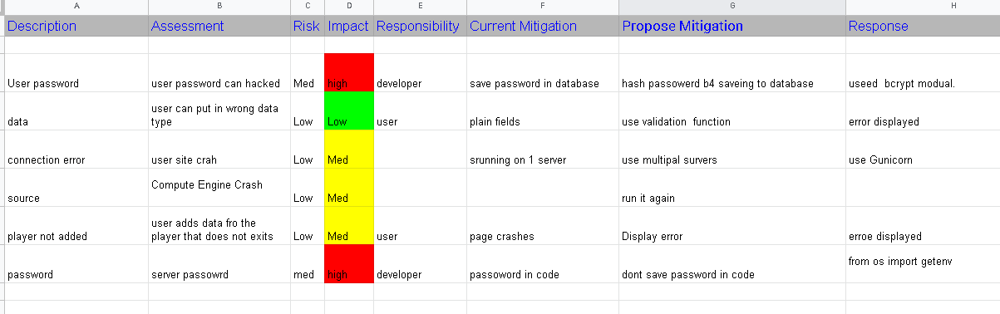 A B C D E F G H
Description Assessment Risk Impact Responsibility Current Mitigation Propose Mitigation Response
User password user password can hacked Med high developer save password in database hash passowerd b4 saveing to database useed bcrypt modual.
user can put in wrong data
data type Low Low user plain fields use validation function error displayed
connection error user site crah Low Med srunning on 1 server use multipal survers use Gunicorn
Compute Engine Crash
source Low Med run it again
user adds data fro the
player not added player that does not exits Low Med user page crashes Display error erroe displayed
from os import getenv
password server passowrd med high developer passoword in code dont save password in code